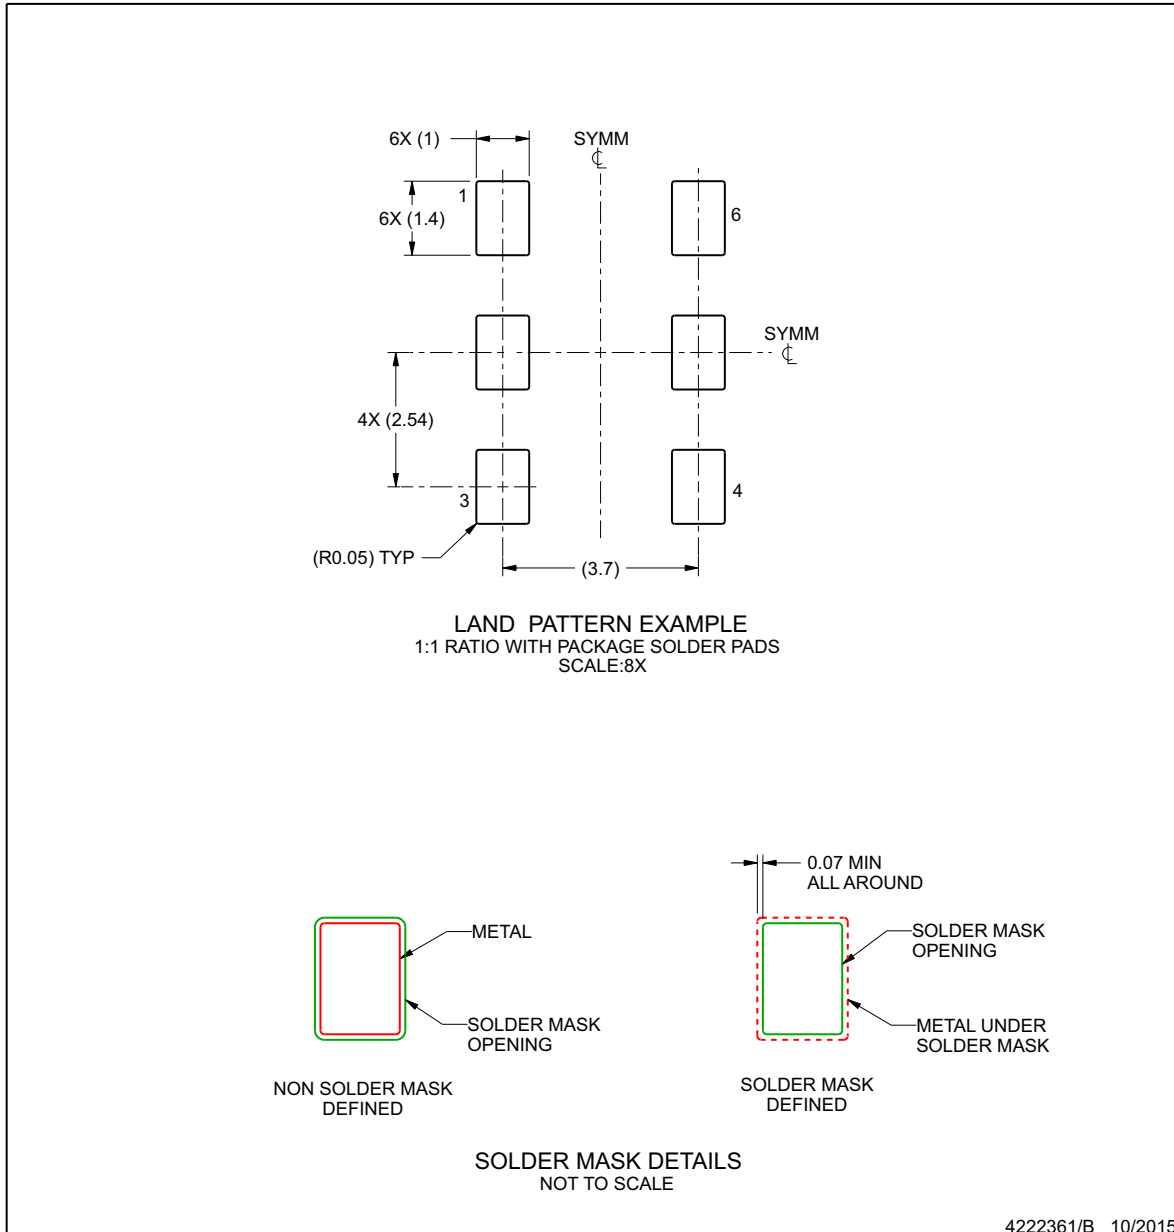 6X (1)
SYMM
1
6X (1.4)
6
SYMM
4X (2.54)
3
4
(R0.05) TYP
(3.7)
LAND PATTERN EXAMPLE
1:1 RATIO WITH PACKAGE SOLDER PADS
SCALE:8X
0.07 MIN
ALL AROUND
METAL
SOLDER MASK
OPENING
NON SOLDER MASK
DEFINED
SOLDER MASK
OPENING
METAL UNDER
SOLDER MASK
SOLDER MASK
DEFINED
SOLDER MASK DETAILS
NOT TO SCALE
4222361/B 10/2015